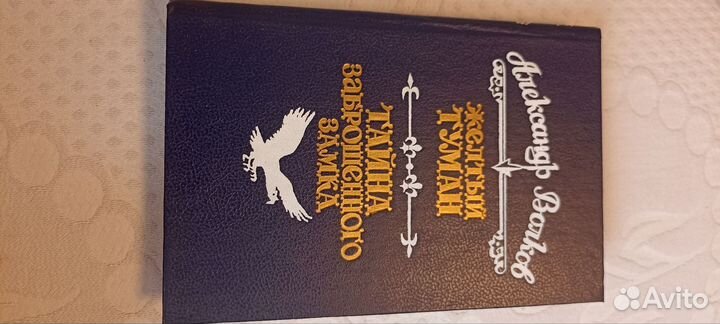 Александр Волков
ЖЕЛТЫЙ
ТУМАН
ТАЙНА
ЗАБРОШЕННОГО
ЗАМКА
Avito